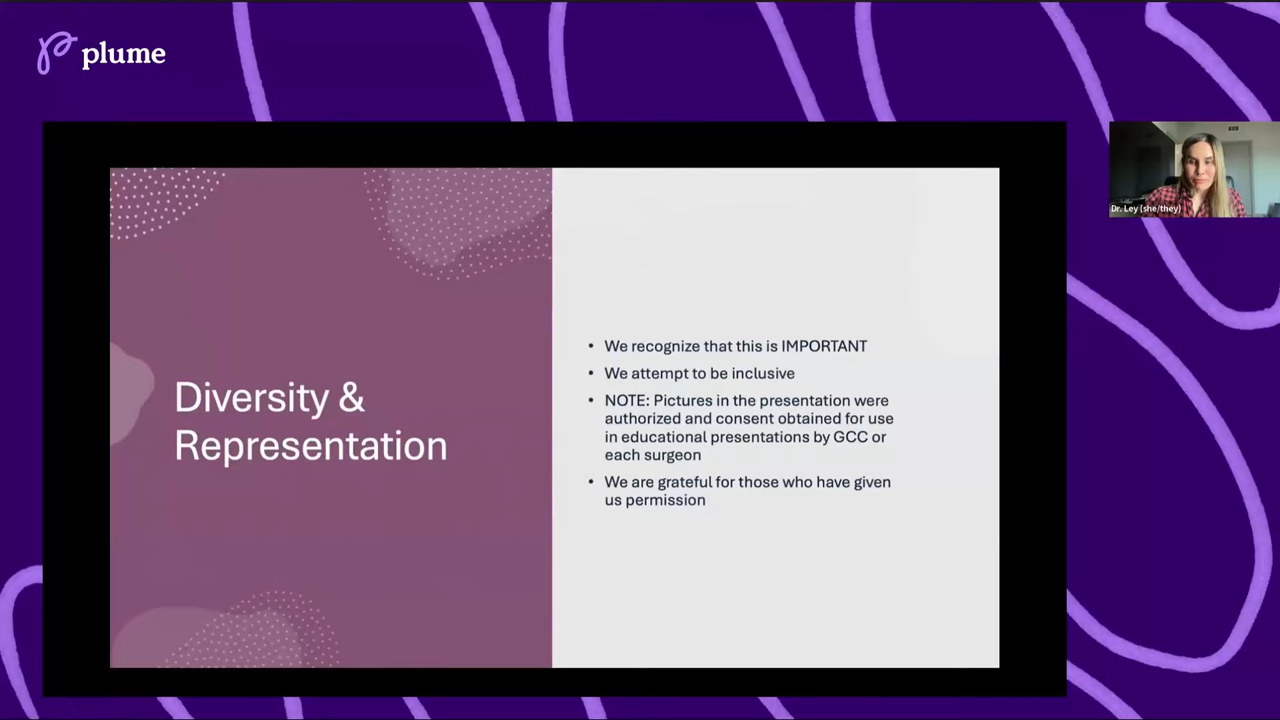 plume
Dr. Ley (she/they)
Diversity &
Representation
• We recognize that this is IMPORTANT
• We attempt to be inclusive
• NOTE: Pictures in the presentation were
authorized and consent obtained for use
in educational presentations by GCC or
each surgeon
• We are grateful for those who have given
us permission